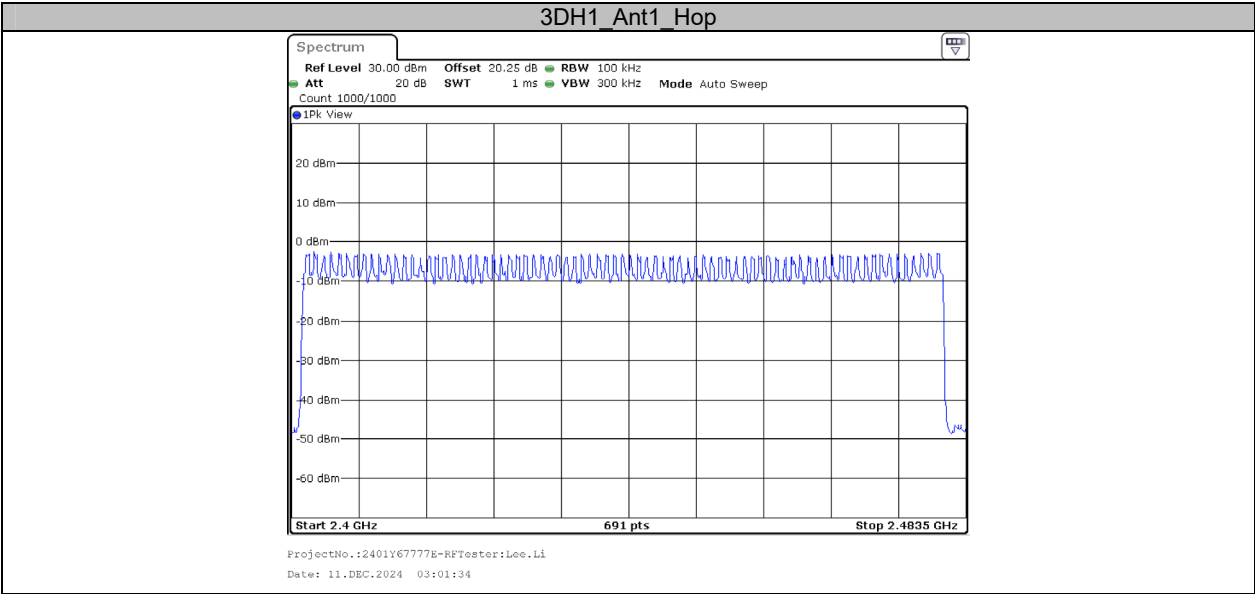 3DH1_Ant1_Hop
Spectrum
Ref Level 30.00 dBm Offset 20.25 dB RBW 100 kHz
Att 20 dB SWT 1 ms VBW 300 kHz Mode Auto Sweep
Count 1000/1000
1Pk View
20 dBm
10 dBm
0 dBm
-10 dBm
-20 dBm
-30 dBm
-40 dBm
-50 dBm
-60 dBm
Start 2.4 GHz 691 pts Stop 2.4835 GHz
ProjectNo.:2401Y67777E-RFTester:Lee.Li
Date: 11.DEC.2024 03:01:34